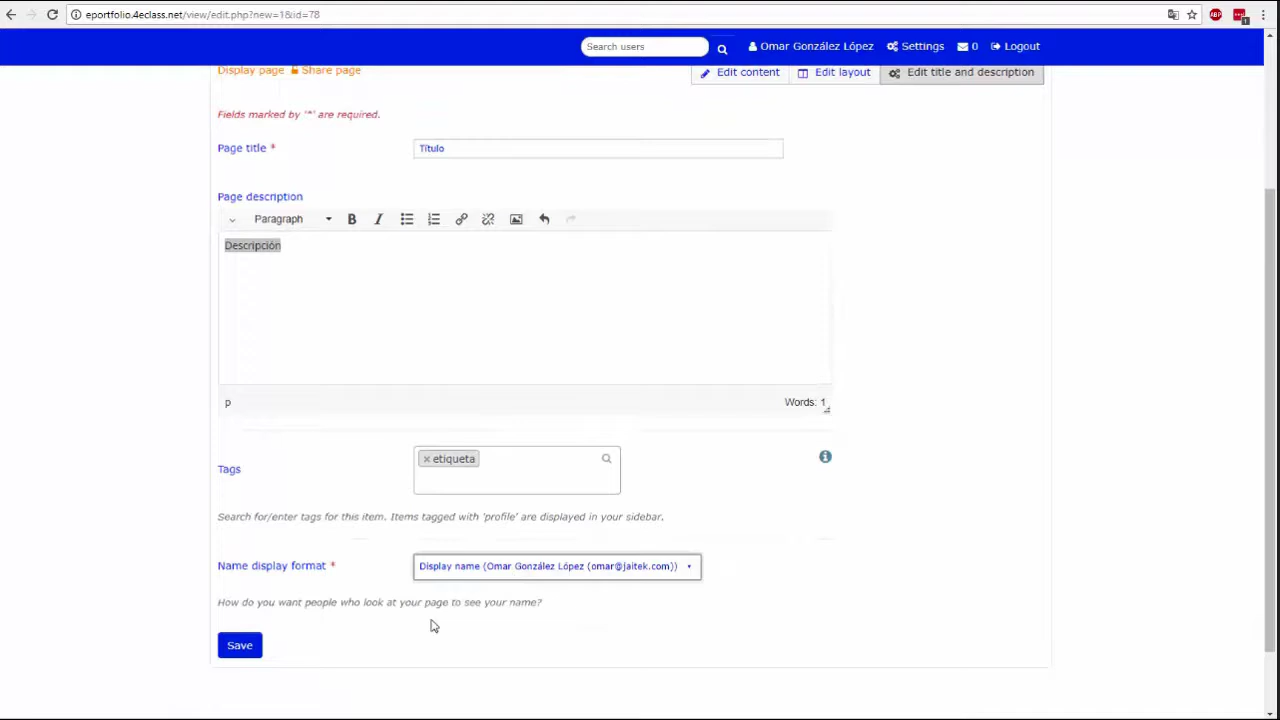 eportfolio.4eclass.net/view/edit.php?new=1&id=78
Search users
Omar González López
Settings
0
Logout
Display page
Share page
Edit content
Edit layout
Edit title and description
Fields marked by '*' are required.
Page title *
Título
Page description
Paragraph
B
I
Descripción
p
Words: 1
Tags
× etiqueta
Search for/enter tags for this item. Items tagged with 'profile' are displayed in your sidebar.
Name display format *
Display name (Omar González López (omar@jaitek.com))
How do you want people who look at your page to see your name?
Save